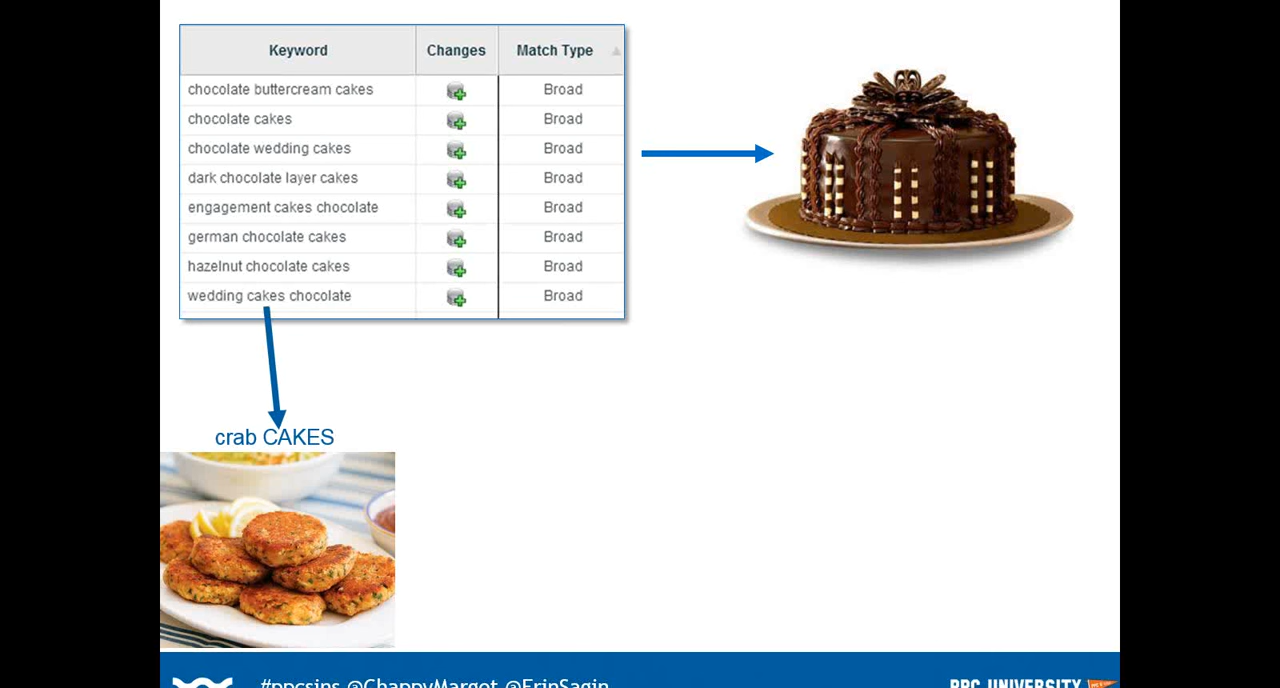 Keyword Changes Match Type
chocolate buttercream cakes Broad
chocolate cakes Broad
chocolate wedding cakes Broad
dark chocolate layer cakes Broad
engagement cakes chocolate Broad
german chocolate cakes Broad
hazelnut chocolate cakes Broad
wedding cakes chocolate Broad
crab CAKES
#ppcsins @ChappyMargot @ErinSagin PPC UNIVERSITY